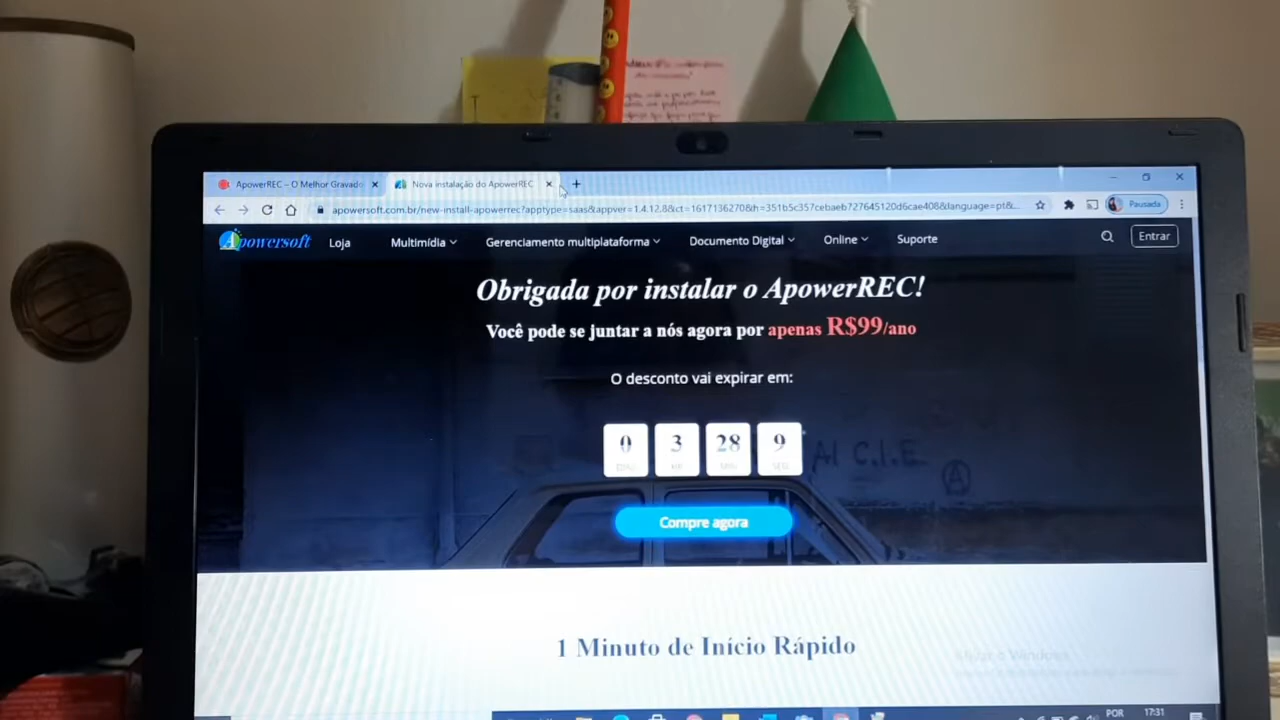 ApowerREC – O Melhor Gravado
Nova instalação do ApowerREC
apowersoft.com.br/new-install-apowerrec?apptype=saas&appver=1.4.12.8&ct=1617136270&h=351b5c357cebaeb727645120d6cae408&language=pt&...
Pausada
Apowersoft Loja Multimídia Gerenciamento multiplataforma Documento Digital Online Suporte Entrar
Obrigada por instalar o ApowerREC!
Você pode se juntar a nós agora por apenas R$99/ano
O desconto vai expirar em:
0 3 28 9
AI C.I.E
Compre agora
1 Minuto de Início Rápido
POR 17:31